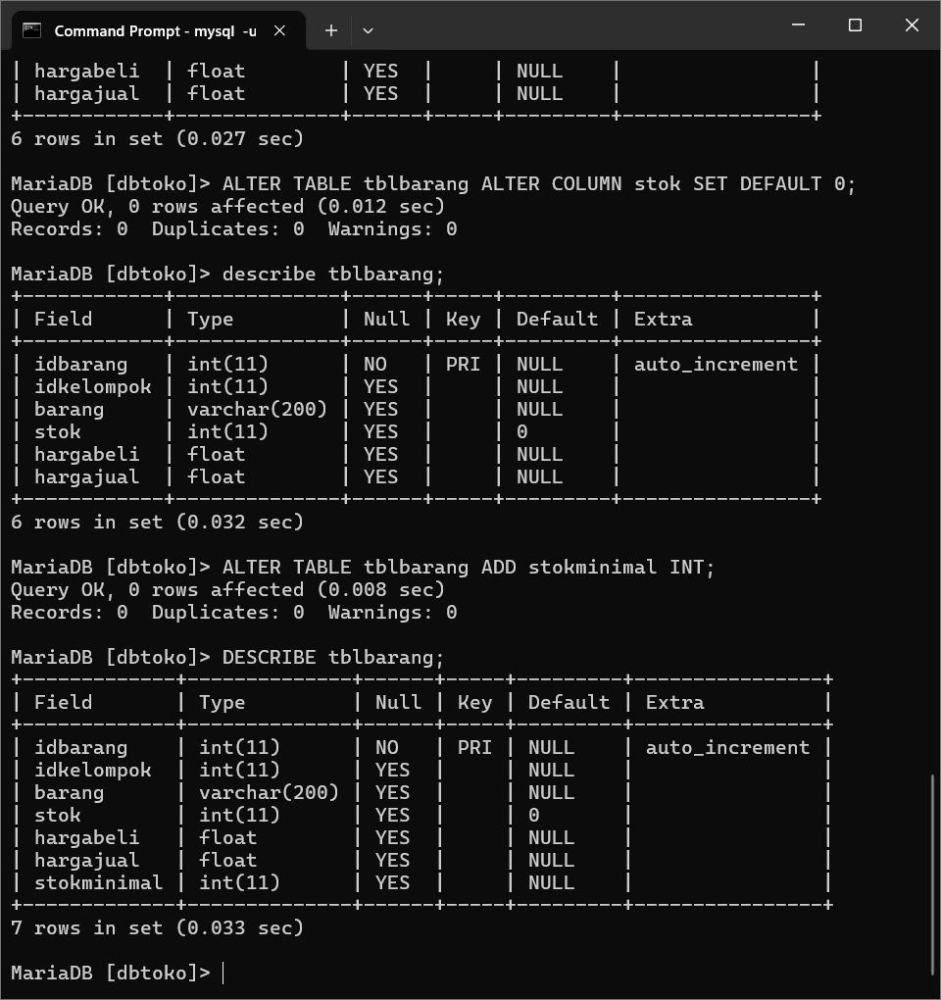 Command Prompt - mysql  -u
| hargabeli  | float        | YES  |     | NULL    |                |
| hargajual  | float        | YES  |     | NULL    |                |
+------------+--------------+------+-----+---------+----------------+
6 rows in set (0.027 sec)
MariaDB [dbtoko]> ALTER TABLE tblbarang ALTER COLUMN stok SET DEFAULT 0;
Query OK, 0 rows affected (0.012 sec)
Records: 0  Duplicates: 0  Warnings: 0
MariaDB [dbtoko]> describe tblbarang;
+------------+--------------+------+-----+---------+----------------+
| Field      | Type         | Null | Key | Default | Extra          |
+------------+--------------+------+-----+---------+----------------+
| idbarang   | int(11)      | NO   | PRI | NULL    | auto_increment |
| idkelompok | int(11)      | YES  |     | NULL    |                |
| barang     | varchar(200) | YES  |     | NULL    |                |
| stok       | int(11)      | YES  |     | 0       |                |
| hargabeli  | float        | YES  |     | NULL    |                |
| hargajual  | float        | YES  |     | NULL    |                |
+------------+--------------+------+-----+---------+----------------+
6 rows in set (0.032 sec)
MariaDB [dbtoko]> ALTER TABLE tblbarang ADD stokminimal INT;
Query OK, 0 rows affected (0.008 sec)
Records: 0  Duplicates: 0  Warnings: 0
MariaDB [dbtoko]> DESCRIBE tblbarang;
+-------------+--------------+------+-----+---------+----------------+
| Field       | Type         | Null | Key | Default | Extra          |
+-------------+--------------+------+-----+---------+----------------+
| idbarang    | int(11)      | NO   | PRI | NULL    | auto_increment |
| idkelompok  | int(11)      | YES  |     | NULL    |                |
| barang      | varchar(200) | YES  |     | NULL    |                |
| stok        | int(11)      | YES  |     | 0       |                |
| hargabeli   | float        | YES  |     | NULL    |                |
| hargajual   | float        | YES  |     | NULL    |                |
| stokminimal | int(11)      | YES  |     | NULL    |                |
+-------------+--------------+------+-----+---------+----------------+
7 rows in set (0.033 sec)
MariaDB [dbtoko]>